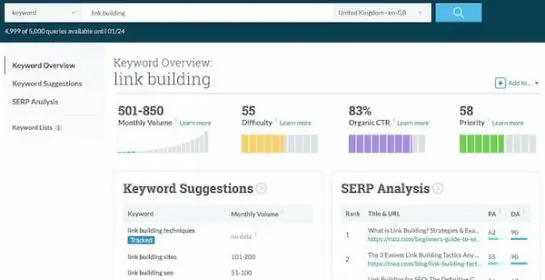 keyword
link building
United Kingdom - en-GB
4,999 of 5,000 queries available until 01/24
Keyword Overview
Keyword Suggestions
SERP Analysis
Keyword Lists
Keyword Overview:
link building
Add to...
501-850
Monthly Volume
Learn more
55
Difficulty
Learn more
83%
Organic CTR
Learn more
58
Priority
Learn more
Keyword Suggestions
Keyword
Monthly Volume
link building techniques
Tracked
no data
link building sites
101-200
link building seo
51-100
SERP Analysis
Rank
Title & URL
PA
DA
1
What is Link Building? Strategies & Exa...
https://moz.com/beginners-guide-to-se...
62
90
2
The 3 Easiest Link Building Tactics Any ...
https://moz.com/blog/link-building-tact...
55
90
Link Building for SEO: The Definitive G